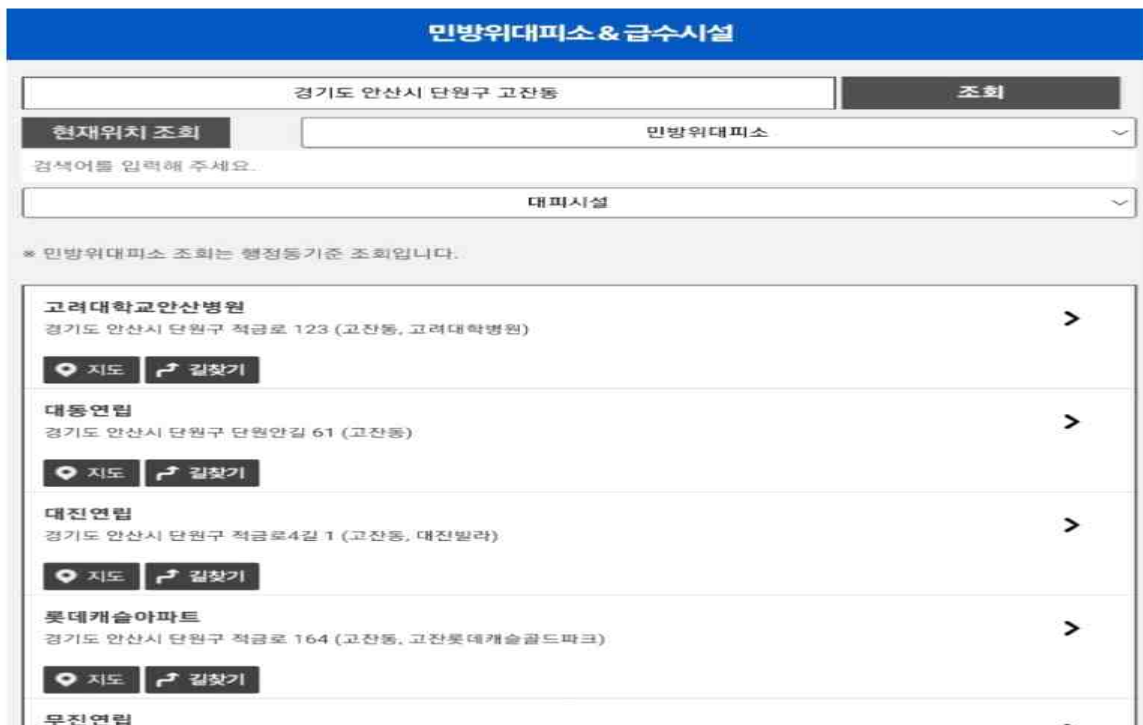 민방위대피소&급수시설
경기도 안산시 단원구 고잔동 조회
현재위치 조회 민방위대피소
검색어를 입력해 주세요.
대피시설
※ 민방위대피소 조회는 행정동기준 조회입니다.
고려대학교안산병원
경기도 안산시 단원구 적금로 123 (고잔동, 고려대학병원)
지도 길찾기
대동연립
경기도 안산시 단원구 단원안길 61 (고잔동)
지도 길찾기
대진연립
경기도 안산시 단원구 적금로4길 1 (고잔동, 대진빌라)
지도 길찾기
롯데캐슬아파트
경기도 안산시 단원구 적금로 164 (고잔동, 고잔롯데캐슬골드파크)
지도 길찾기
무진연립